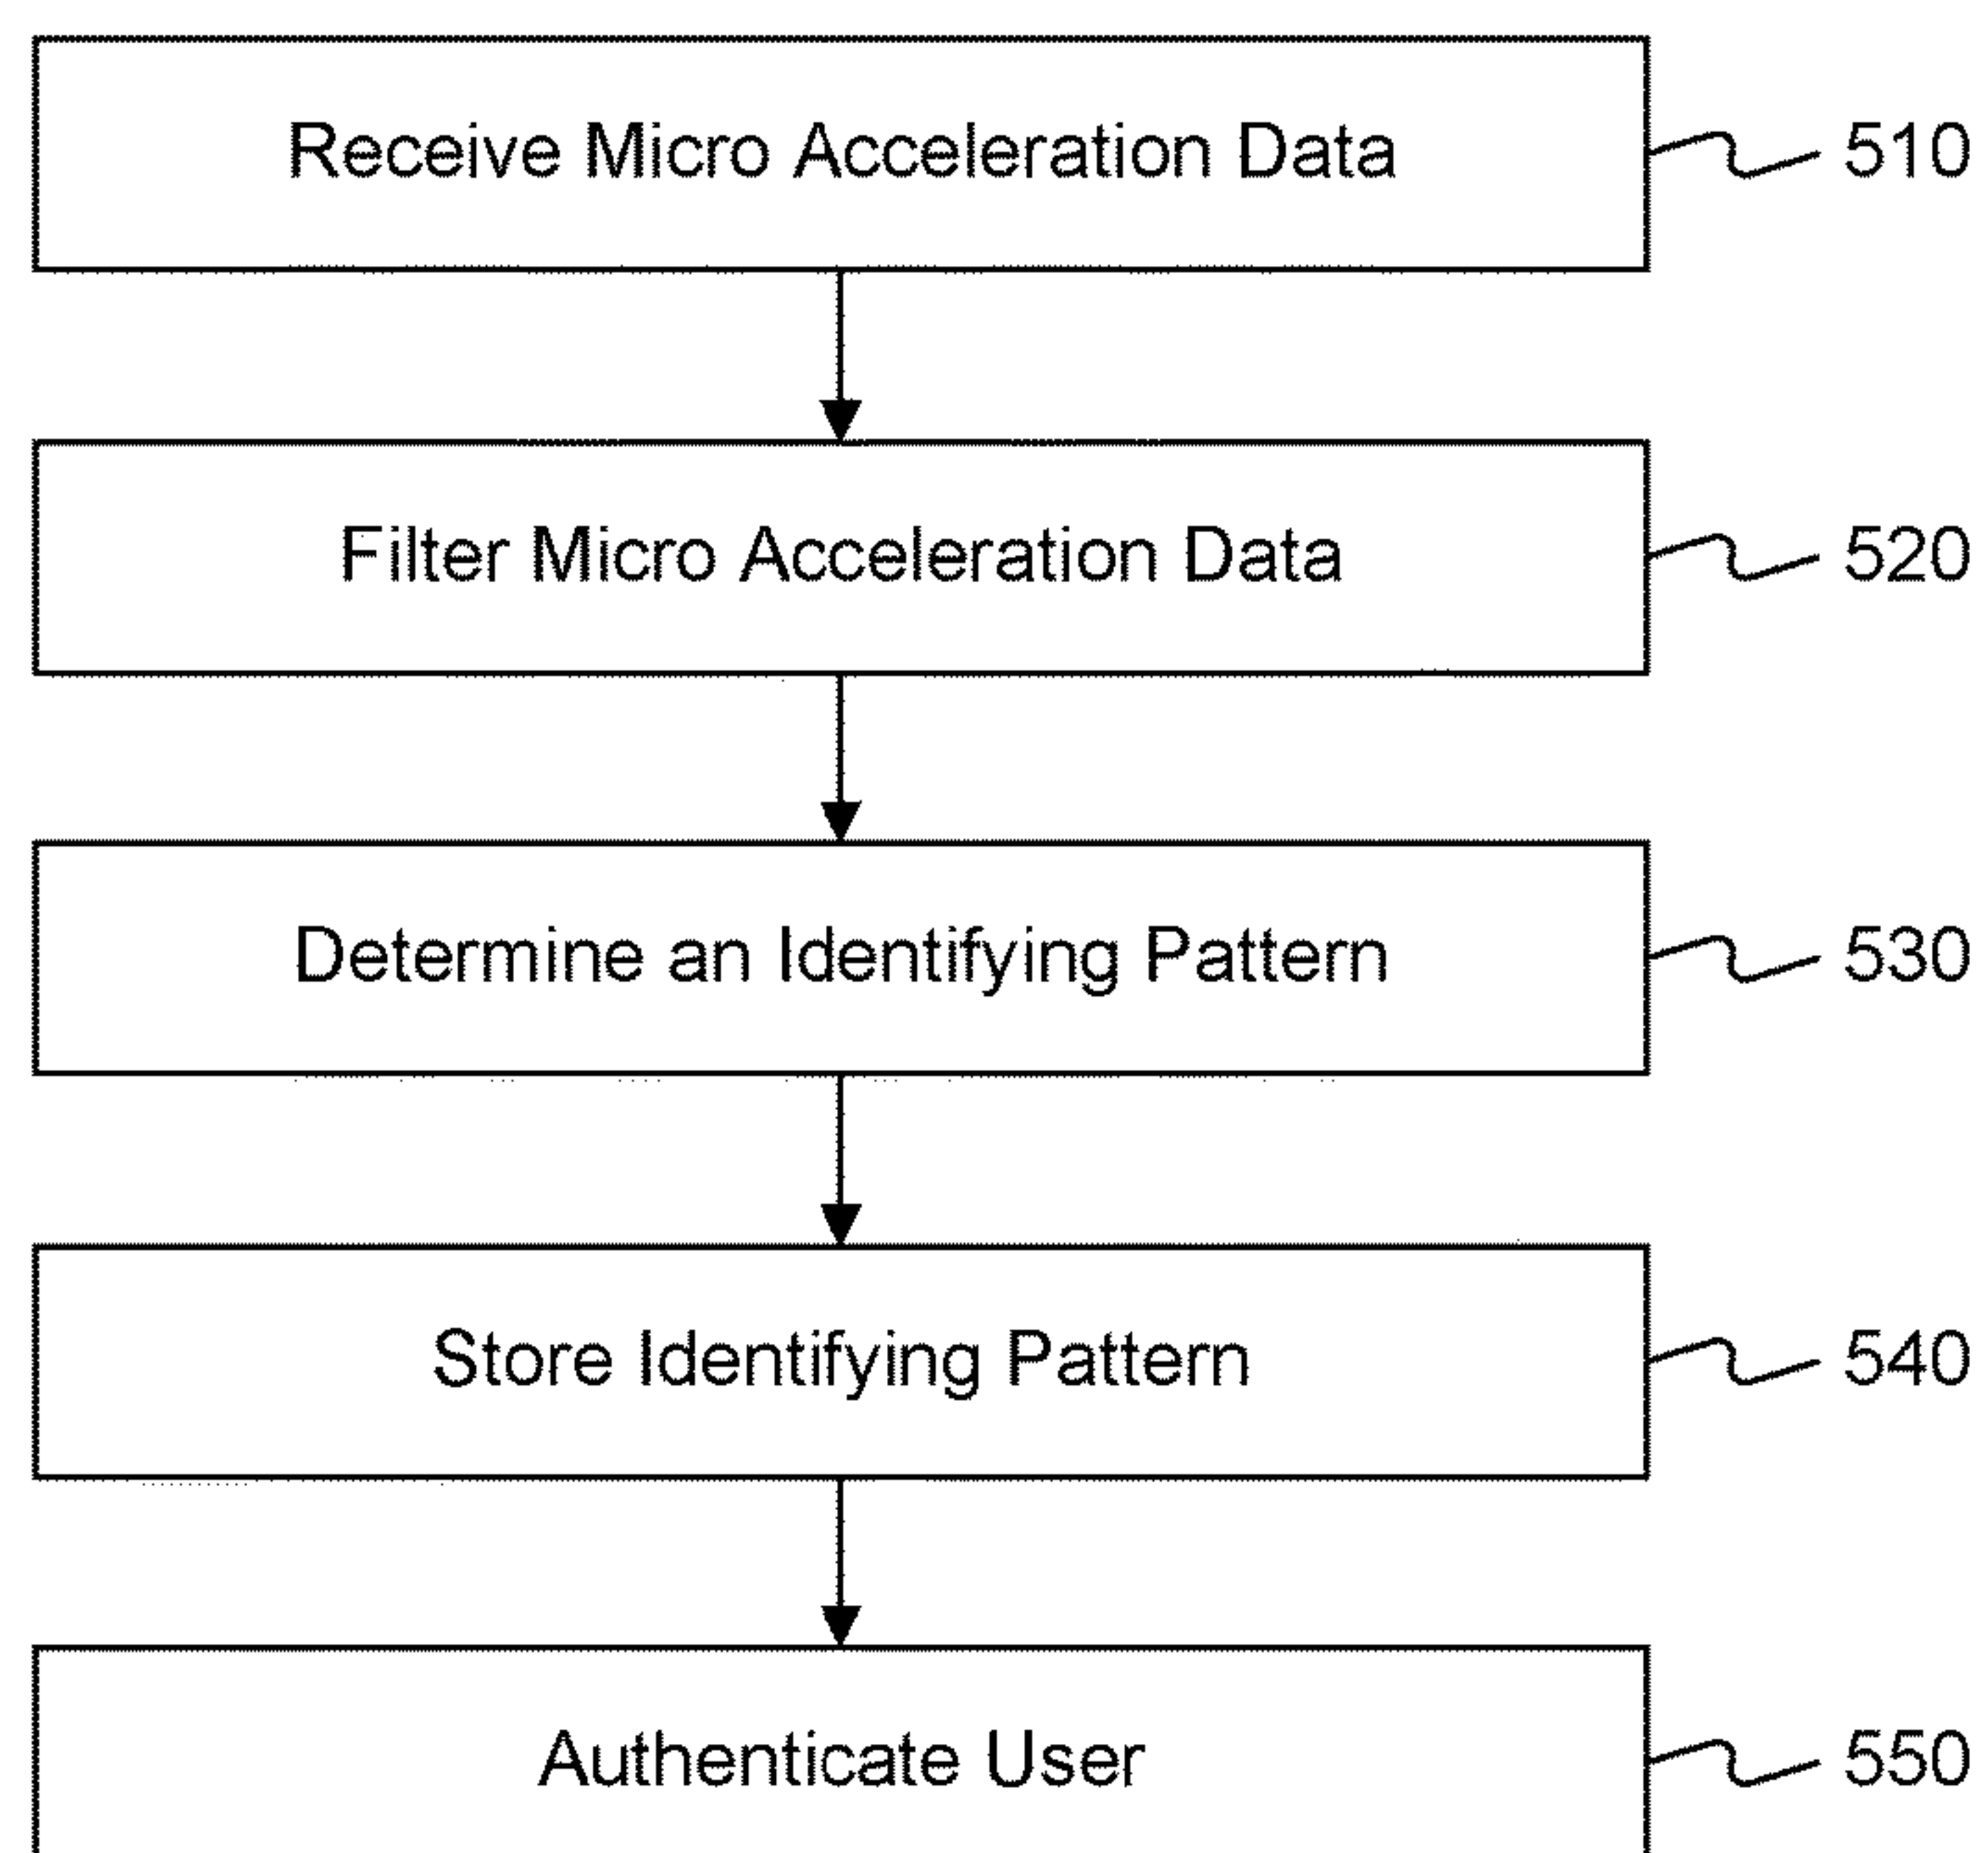 Receive Micro Acceleration Data 510
Filter Micro Acceleration Data 520
Determine an Identifying Pattern 530
Store Identifying Pattern 540
Authenticate User 550